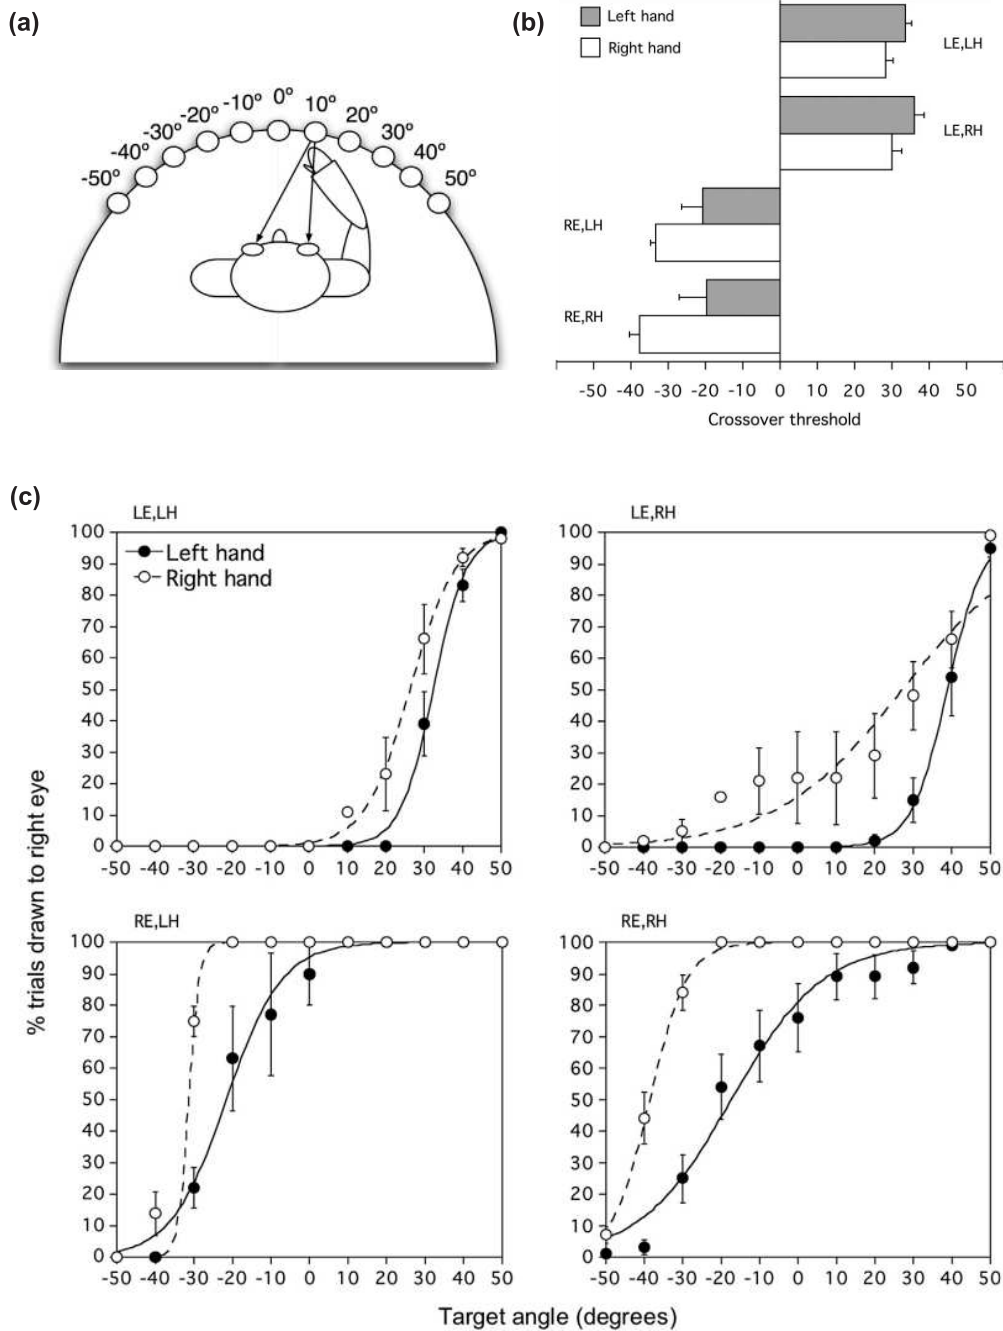 (a)
-50° -40° -30° -20° -10° 0° 10° 20° 30° 40° 50°
(b)
Left hand
Right hand
LE,LH
LE,RH
RE,LH
RE,RH
-50 -40 -30 -20 -10 0 10 20 30 40 50
Crossover threshold
(c)
% trials drawn to right eye
LE,LH
Left hand
Right hand
100
90
80
70
60
50
40
30
20
10
0
-50 -40 -30 -20 -10 0 10 20 30 40 50
LE,RH
100
90
80
70
60
50
40
30
20
10
0
-50 -40 -30 -20 -10 0 10 20 30 40 50
RE,LH
100
90
80
70
60
50
40
30
20
10
0
-50 -40 -30 -20 -10 0 10 20 30 40 50
RE,RH
100
90
80
70
60
50
40
30
20
10
0
-50 -40 -30 -20 -10 0 10 20 30 40 50
Target angle (degrees)